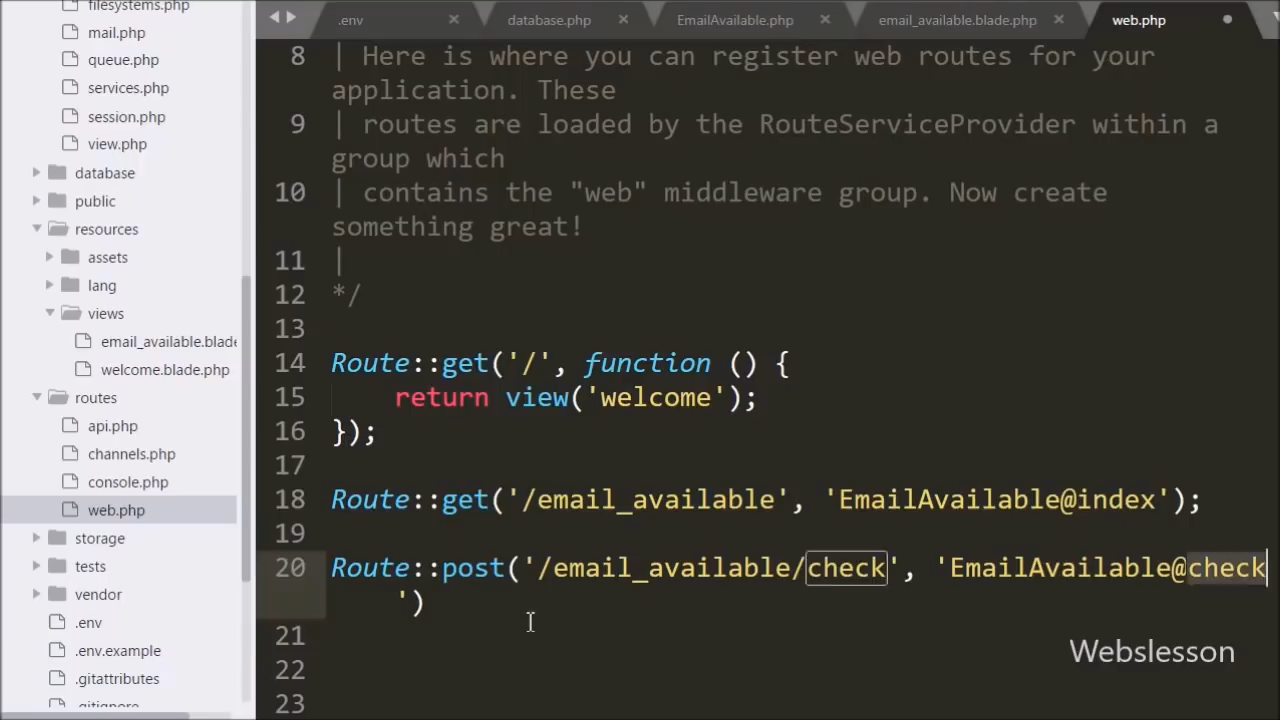 filesystems.php
mail.php
queue.php
services.php
session.php
view.php
database
public
resources
assets
lang
views
email_available.blade
welcome.blade.php
routes
api.php
channels.php
console.php
web.php
storage
tests
vendor
.env
.env.example
.gitattributes
.gitignore
.env × database.php × EmailAvailable.php × email_available.blade.php × web.php
8 | Here is where you can register web routes for your
application. These
9 | routes are loaded by the RouteServiceProvider within a
group which
10 | contains the "web" middleware group. Now create
something great!
11 |
12 */
13
14 Route::get('/', function () {
15 return view('welcome');
16 });
17
18 Route::get('/email_available', 'EmailAvailable@index');
19
20 Route::post('/email_available/check', 'EmailAvailable@check
')
21
22
23
Webslesson